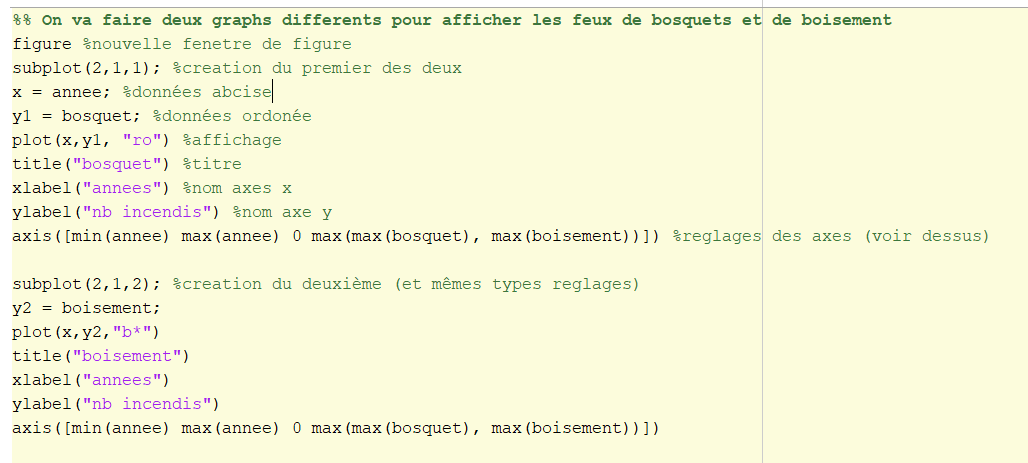 %% On va faire deux graphs differents pour afficher les feux de bosquets et de boisement
figure %nouvelle fenetre de figure
subplot(2,1,1); %creation du premier des deux
x = annee; %données abcise
y1 = bosquet; %données ordonée
plot(x,y1, "ro") %affichage
title("bosquet") %titre
xlabel("annees") %nom axes x
ylabel("nb incendis") %nom axe y
axis([min(annee) max(annee) 0 max(max(bosquet), max(boisement))]) %reglages des axes (voir dessus)
subplot(2,1,2); %creation du deuxième (et mêmes types reglages)
y2 = boisement;
plot(x,y2,"b*")
title("boisement")
xlabel("annees")
ylabel("nb incendis")
axis([min(annee) max(annee) 0 max(max(bosquet), max(boisement))])